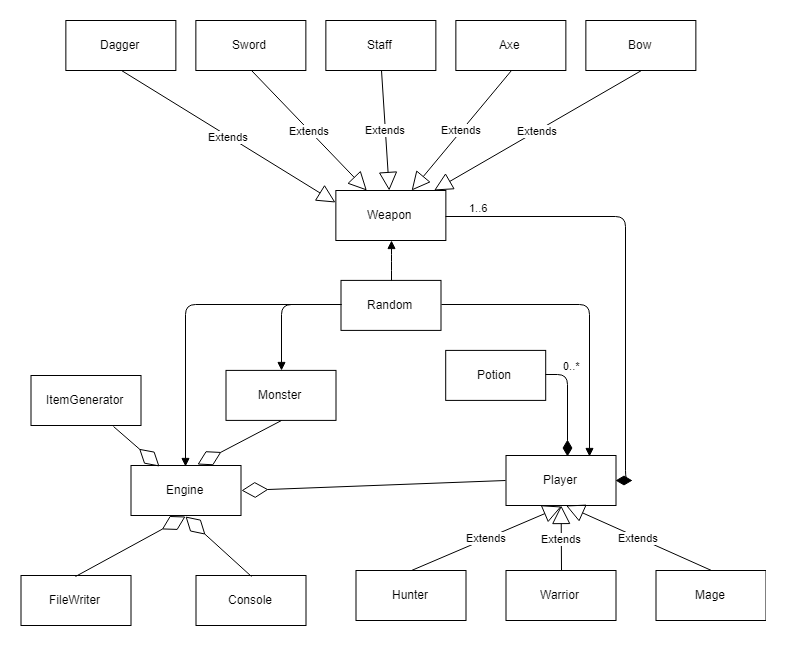 Dagger
Sword
Staff
Axe
Bow
Extends
Extends
Extends
Extends
Extends
Weapon
1..6
Random
0..*
Potion
ItemGenerator
Monster
Engine
Player
Extends
Extends
Extends
FileWriter
Console
Hunter
Warrior
Mage